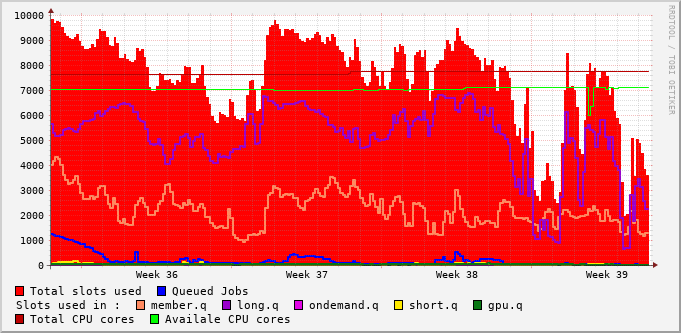 10000
9000
8000
7000
6000
5000
4000
3000
2000
1000
0
Week 36 Week 37 Week 38 Week 39
RRDTOOL / TOBI OETIKER
Total slots used Queued Jobs
Slots used in : member.q long.q ondemand.q short.q gpu.q
Total CPU cores Availale CPU cores